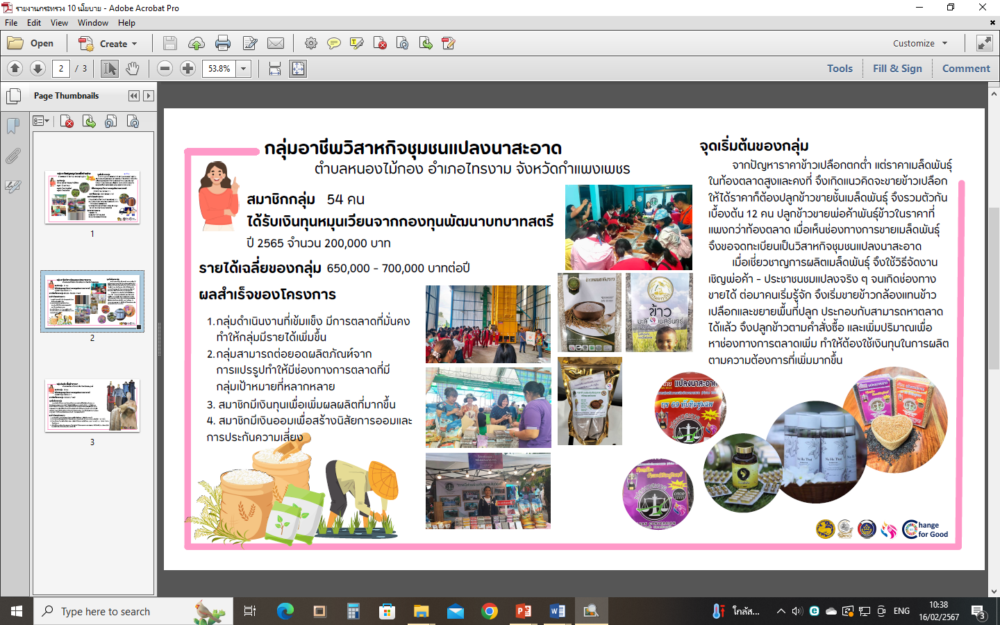 รายงานกระทรวง 10 นโยบาย - Adobe Acrobat Pro
File Edit View Window Help
Open Create Customize
2 / 3 53.8% Tools Fill & Sign Comment
Page Thumbnails
1
2
3
กลุ่มอาชีพวิสาหกิจชุมชนแปลงนาสะอาด
ตำบลหนองไม้กอง อำเภอไทรงาม จังหวัดกำแพงเพชร
สมาชิกกลุ่ม 54 คน
ได้รับเงินทุนหมุนเวียนจากกองทุนพัฒนาบทบาทสตรี
ปี 2565 จำนวน 200,000 บาท
รายได้เฉลี่ยของกลุ่ม 650,000 - 700,000 บาทต่อปี
ผลสำเร็จของโครงการ
1. กลุ่มดำเนินงานที่เข้มแข็ง มีการตลาดที่มั่นคง
ทำให้กลุ่มมีรายได้เพิ่มขึ้น
2. กลุ่มสามารถต่อยอดผลิตภัณฑ์จาก
การแปรรูปทำให้มีช่องทางการตลาดที่มี
กลุ่มเป้าหมายที่หลากหลาย
3. สมาชิกมีเงินทุนเพื่อเพิ่มผลผลิตที่มากขึ้น
4. สมาชิกมีเงินออมเพื่อสร้างนิสัยการออมและ
การประกันความเสี่ยง
จุดเริ่มต้นของกลุ่ม
จากปัญหาราคาข้าวเปลือกตกต่ำ แต่ราคาเมล็ดพันธุ์
ในท้องตลาดสูงและคงที่ จึงเกิดแนวคิดจะขายข้าวเปลือก
ให้ได้ราคาก็ต้องปลูกข้าวขายชั้นเมล็ดพันธุ์ จึงรวมตัวกัน
เบื้องต้น 12 คน ปลูกข้าวขายพ่อค้าพันธุ์ข้าวในราคาที่
แพงกว่าท้องตลาด เมื่อเห็นช่องทางการขายเมล็ดพันธุ์
จึงขอจดทะเบียนเป็นวิสาหกิจชุมชนแปลงนาสะอาด
เมื่อเชี่ยวชาญการผลิตเมล็ดพันธุ์ จึงใช้วิธีจัดงาน
เชิญพ่อค้า - ประชาชนชมแปลงจริง ๆ จนเกิดช่องทาง
ขายได้ ต่อมาคนเริ่มรู้จัก จึงเริ่มขายข้าวกล้องแทนข้าว
เปลือกและขยายพื้นที่ปลูก ประกอบกับสามารถหาตลาด
ได้แล้ว จึงปลูกข้าวตามคำสั่งซื้อ และเพิ่มปริมาณเพื่อ
หาช่องทางการตลาดเพิ่ม ทำให้ต้องใช้เงินทุนในการผลิต
ตามความต้องการที่เพิ่มมากขึ้น
ข้าว
แปลงนาสะอาด
กข 69
Change
for Good
Type here to search
ใกล้ส...
ENG
10:38
16/02/2567
3